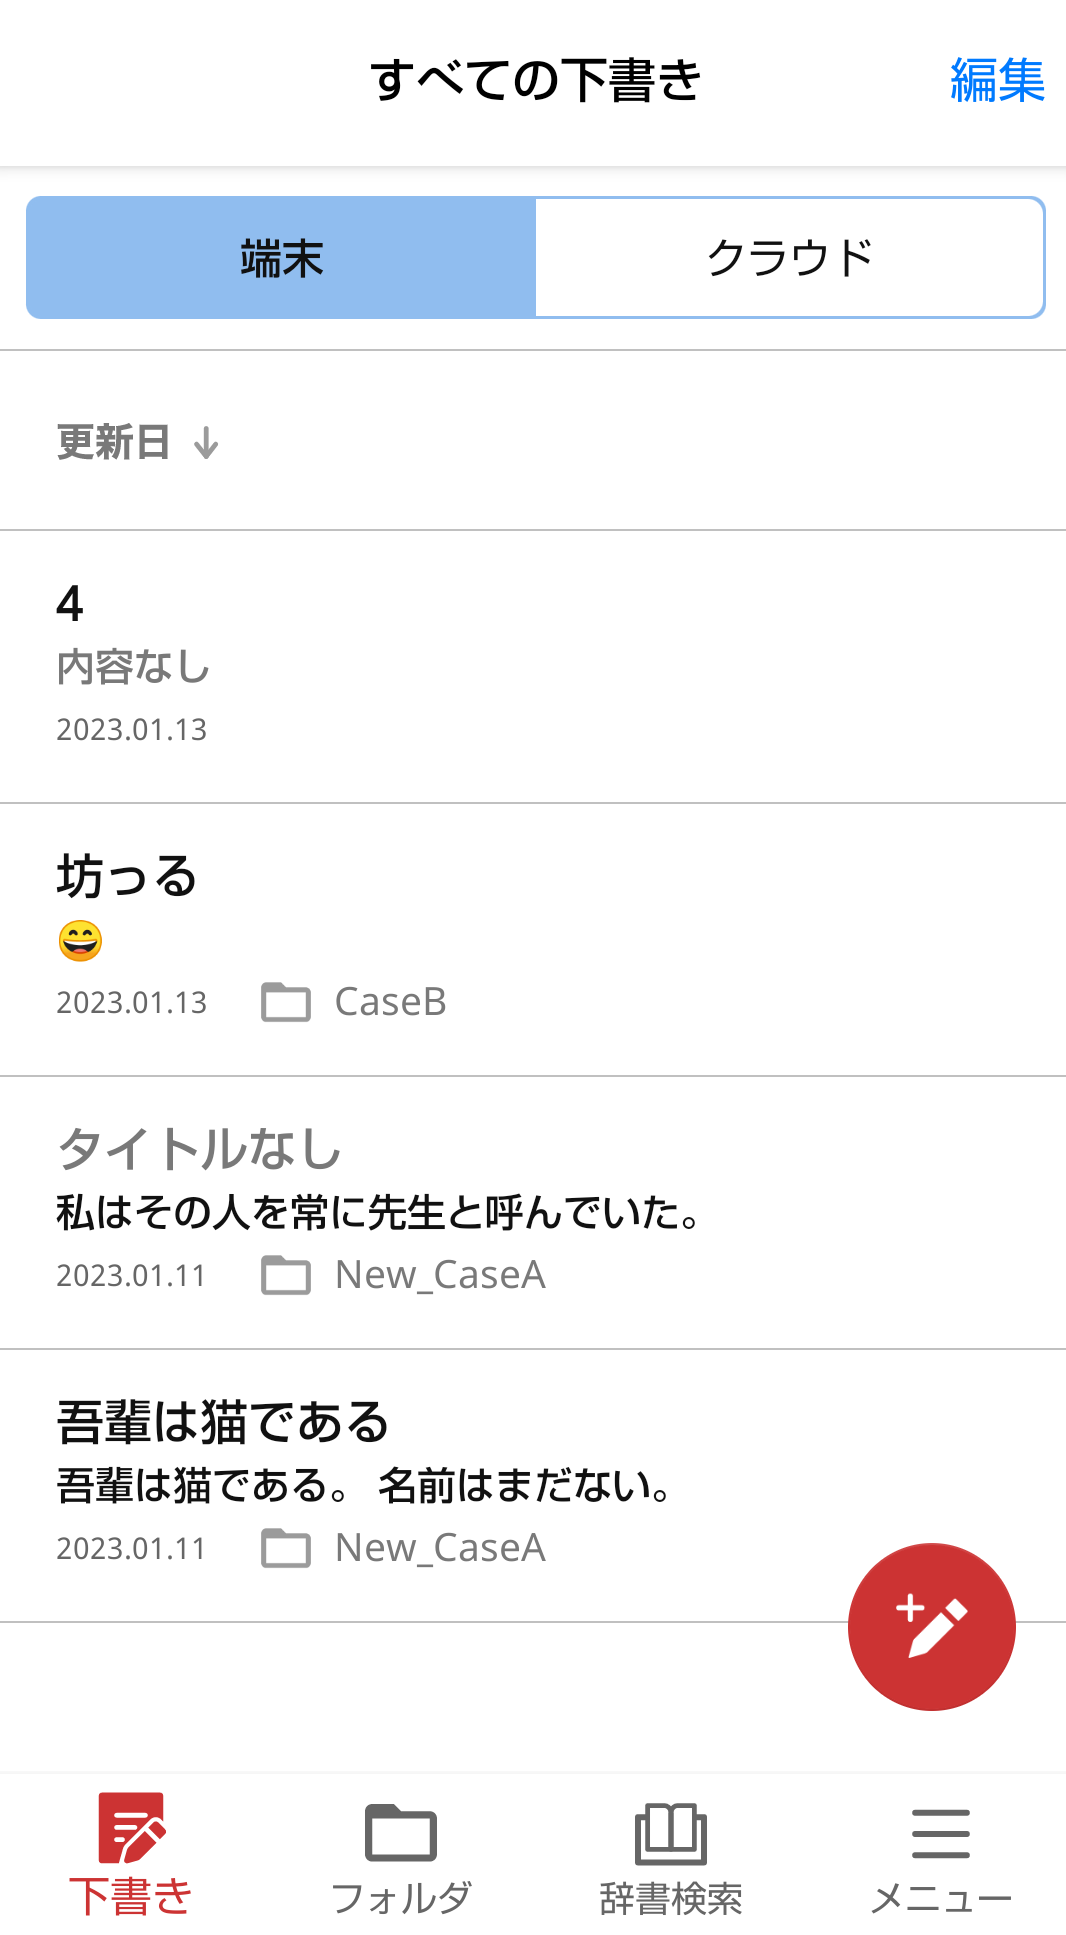 すべての下書き
編集
端末
クラウド
更新日 ↓
4
内容なし
2023.01.13
坊っる
😄
2023.01.13 CaseB
タイトルなし
私はその人を常に先生と呼んでいた。
2023.01.11 New_CaseA
吾輩は猫である
吾輩は猫である。 名前はまだない。
2023.01.11 New_CaseA
下書き
フォルダ
辞書検索
メニュー